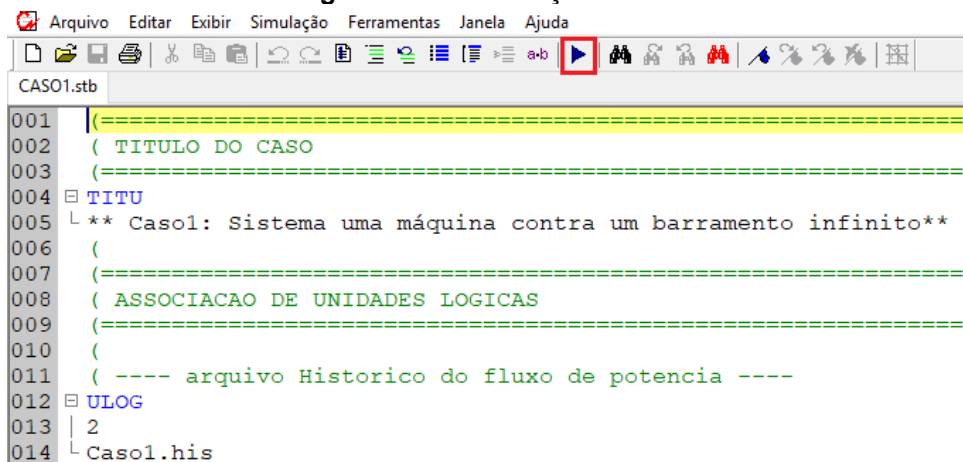 Arquivo Editar Exibir Simulação Ferramentas Janela Ajuda
a•b
CASO1.stb
001 (=============================================================
002 ( TITULO DO CASO
003 (=============================================================
004 TITU
005 ** Caso1: Sistema uma máquina contra um barramento infinito**
006 (
007 (=============================================================
008 ( ASSOCIACAO DE UNIDADES LOGICAS
009 (=============================================================
010 (
011 ( ---- arquivo Historico do fluxo de potencia ----
012 ULOG
013 2
014 Caso1.his